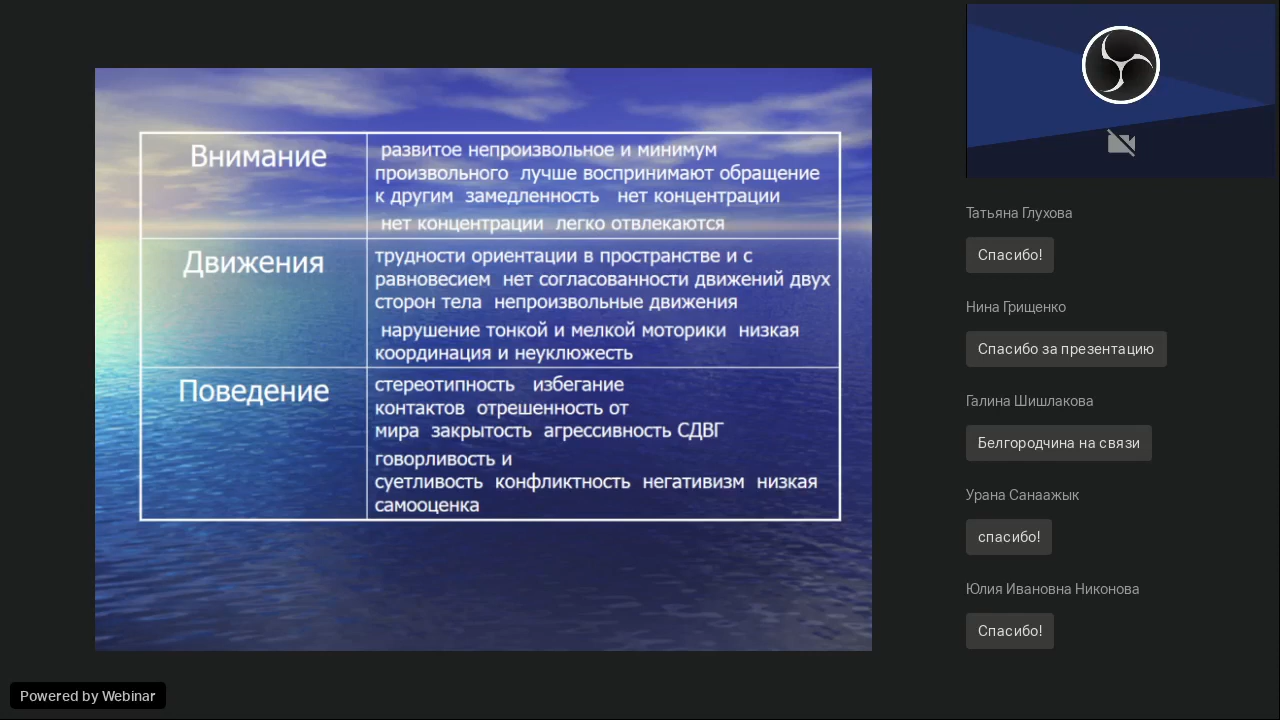 Внимание
развитое непроизвольное и минимум
произвольного лучше воспринимают обращение
к другим замедленность нет концентрации
нет концентрации легко отвлекаются
Движения
трудности ориентации в пространстве и с
равновесием нет согласованности движений двух
сторон тела непроизвольные движения
нарушение тонкой и мелкой моторики низкая
координация и неуклюжесть
Поведение
стереотипность избегание
контактов отрешенность от
мира закрытость агрессивность СДВГ
говорливость и
суетливость конфликтность негативизм низкая
самооценка
Татьяна Глухова
Спасибо!
Нина Грищенко
Спасибо за презентацию
Галина Шишлакова
Белгородчина на связи
Урана Санаажык
спасибо!
Юлия Ивановна Никонова
Спасибо!
Powered by Webinar